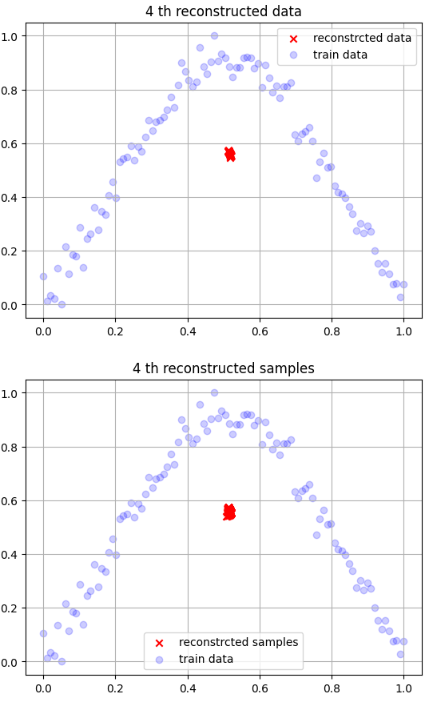 4 th reconstructed data
1.0
0.8
0.6
0.4
0.2
0.0
reconstrcted data
train data
0.0 0.2 0.4 0.6 0.8 1.0
4 th reconstructed samples
1.0
0.8
0.6
0.4
0.2
0.0
reconstrcted samples
train data
0.0 0.2 0.4 0.6 0.8 1.0